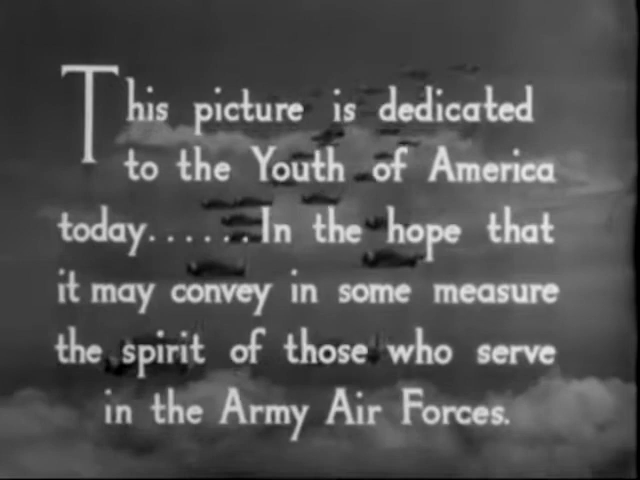 This picture is dedicated
to the Youth of America
today......In the hope that
it may convey in some measure
the spirit of those who serve
in the Army Air Forces.